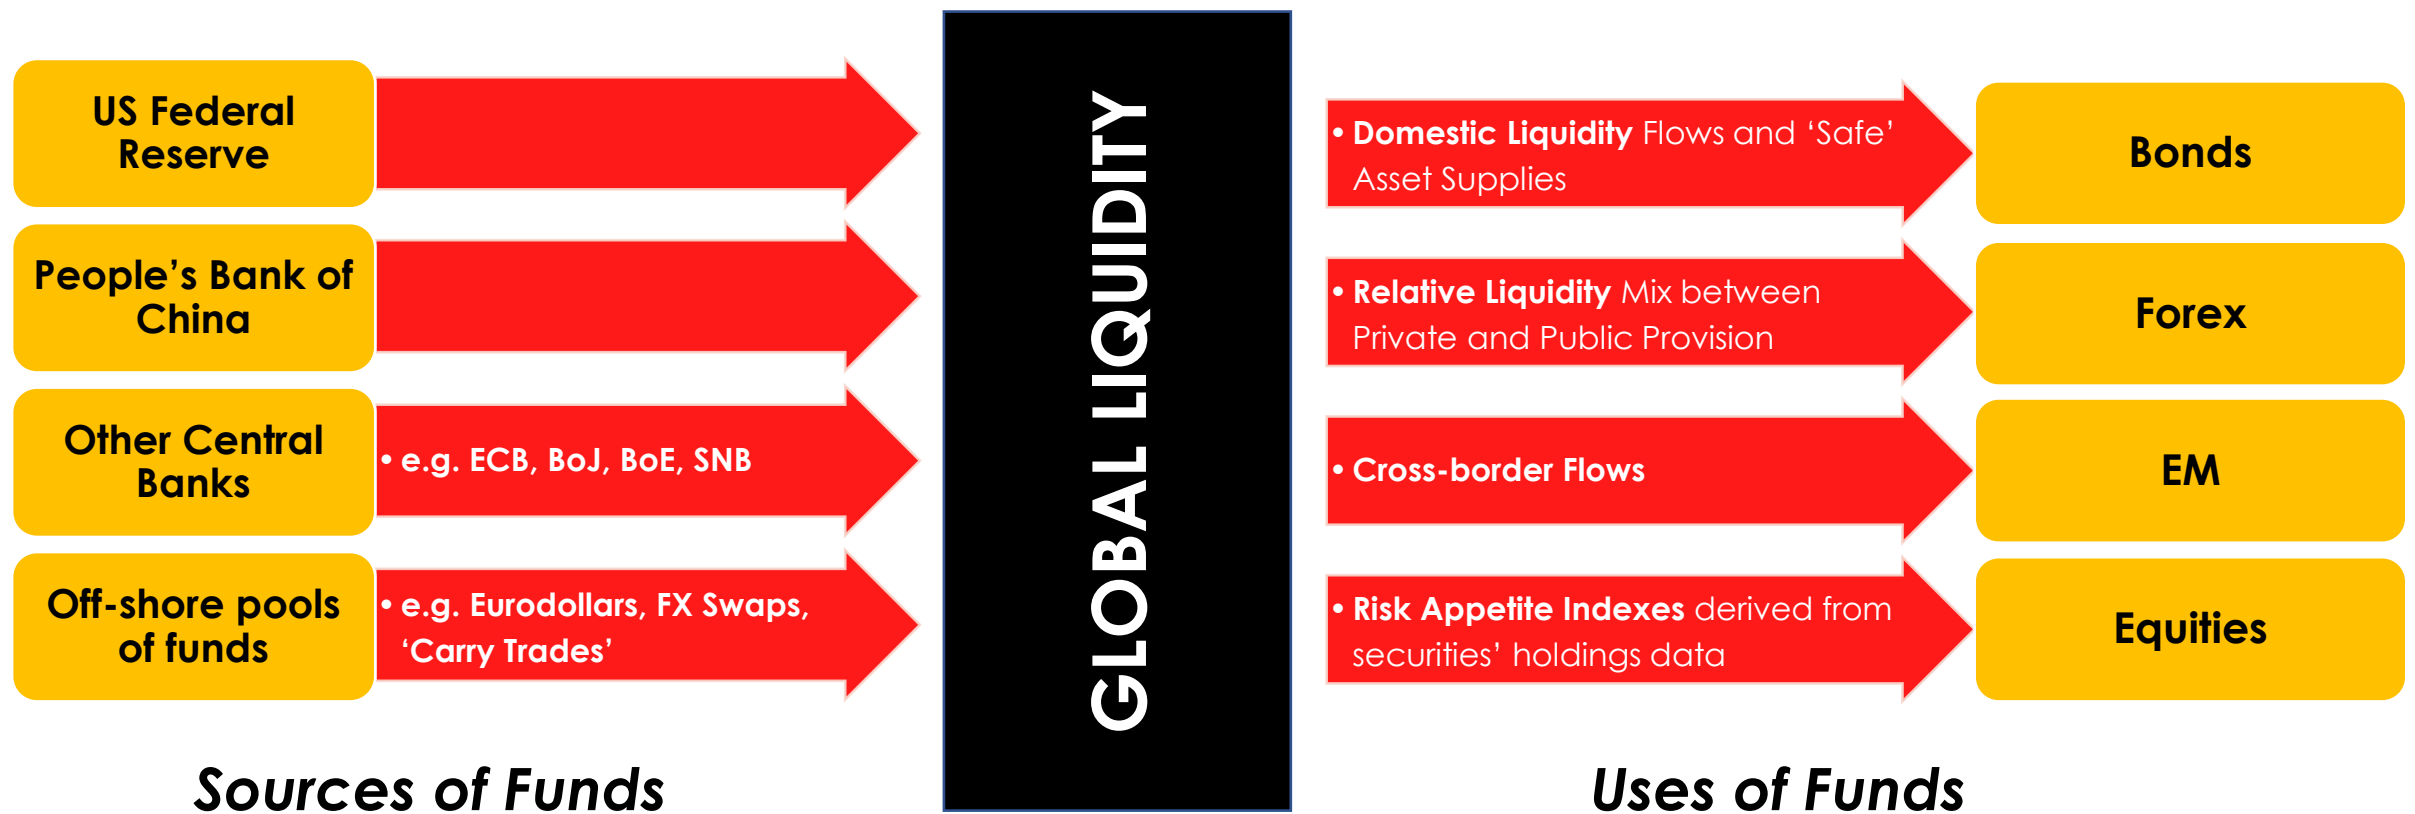 US Federal
Reserve
People’s Bank of
China
Other Central
Banks
• e.g. ECB, BoJ, BoE, SNB
Off-shore pools
of funds
• e.g. Eurodollars, FX Swaps,
‘Carry Trades’
Sources of Funds
GLOBAL LIQUIDITY
• Domestic Liquidity Flows and ‘Safe’
Asset Supplies
Bonds
• Relative Liquidity Mix between
Private and Public Provision
Forex
• Cross-border Flows
EM
• Risk Appetite Indexes derived from
securities’ holdings data
Equities
Uses of Funds